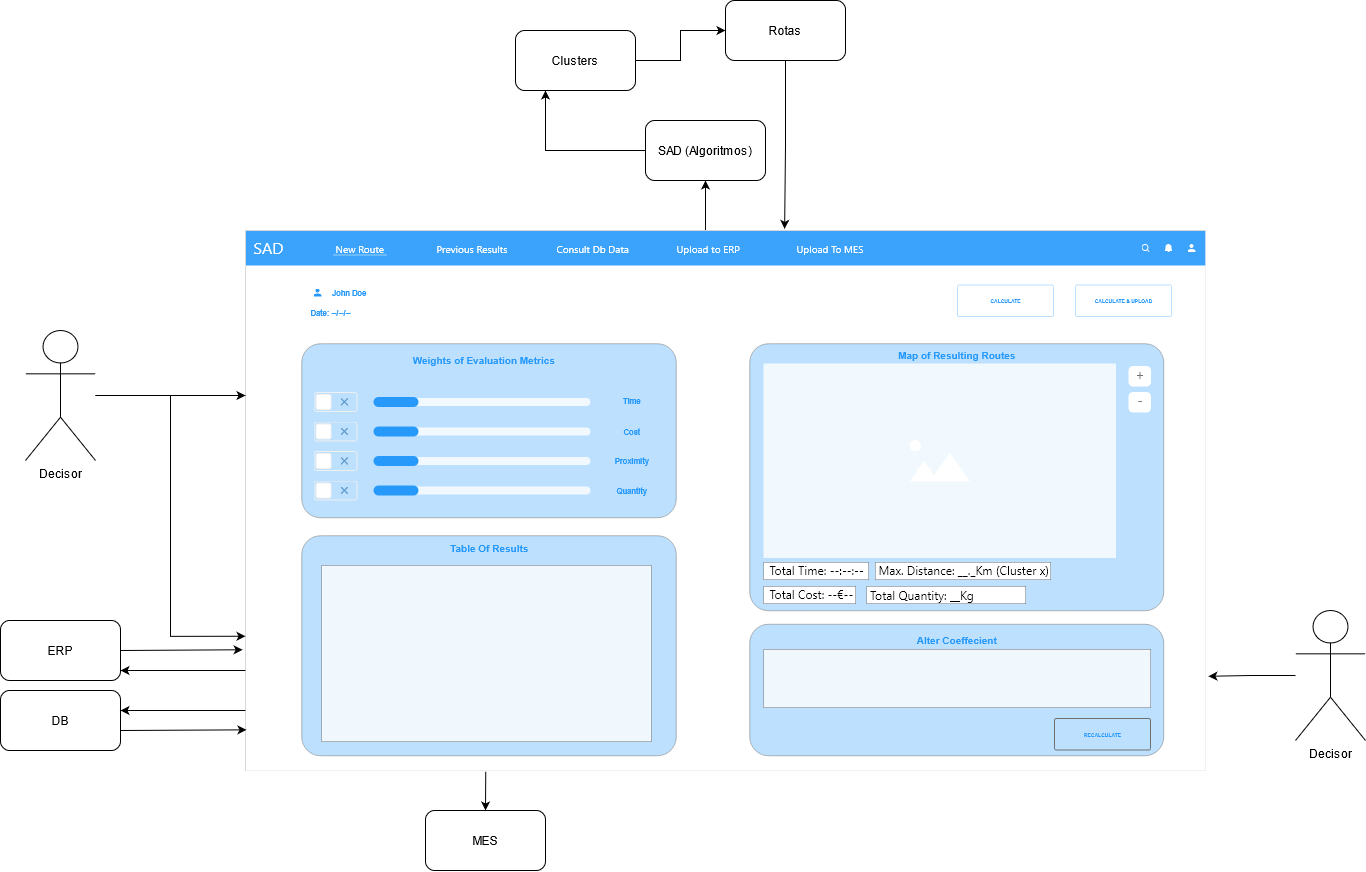 Rotas
Clusters
SAD (Algoritmos)
SAD
New Route
Previous Results
Consult Db Data
Upload to ERP
Upload To MES
John Doe
Date: --/--/--
CALCULATE
CALCULATE & UPLOAD
Weights of Evaluation Metrics
Time
Cost
Proximity
Quantity
Map of Resulting Routes
+
-
Total Time: --:--:--
Max. Distance: __._Km (Cluster x)
Total Cost: --€--
Total Quantity: __Kg
Decisor
Table Of Results
Alter Coeffecient
RECALCULATE
ERP
DB
Decisor
MES